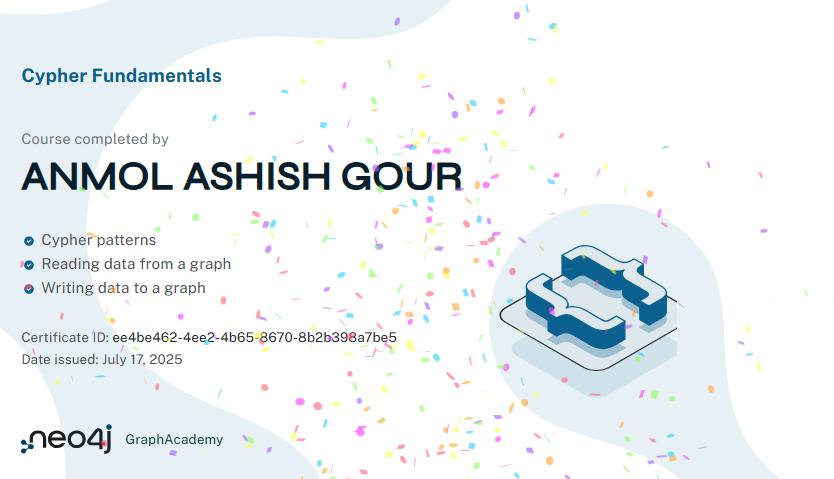 Cypher Fundamentals
Course completed by
ANMOL ASHISH GOUR
Cypher patterns
Reading data from a graph
Writing data to a graph
Certificate ID: ee4be462-4ee2-4b65-8670-8b2b398a7be5
Date issued: July 17, 2025
neo4j GraphAcademy